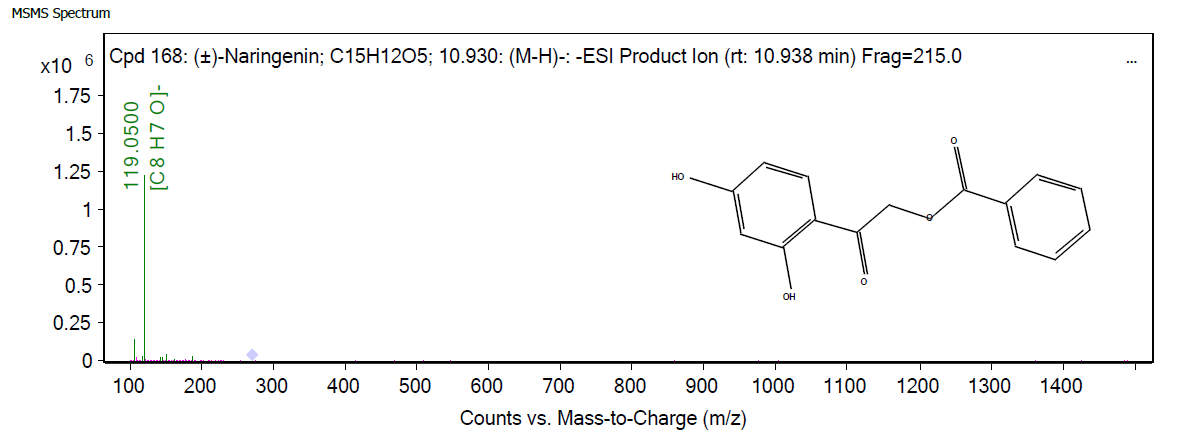 MSMS Spectrum
x10 6
Cpd 168: (±)-Naringenin; C15H12O5; 10.930: (M-H)-: -ESI Product Ion (rt: 10.938 min) Frag=215.0
...
1.75
1.5
1.25
1
0.75
0.5
0.25
0
119.0500
[C8 H7 O]-
HO
OH
O
O
O
100 200 300 400 500 600 700 800 900 1000 1100 1200 1300 1400
Counts vs. Mass-to-Charge (m/z)